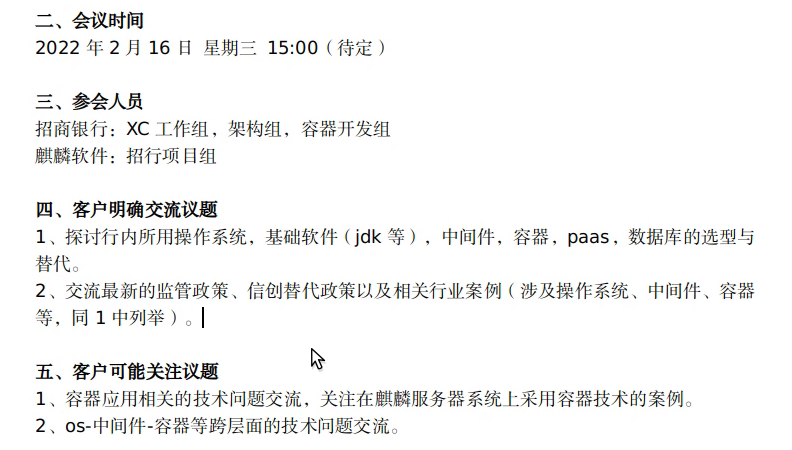 二、会议时间
2022 年 2 月 16 日 星期三 15:00（待定）
三、参会人员
招商银行：XC 工作组，架构组，容器开发组
麒麟软件：招行项目组
四、客户明确交流议题
1、探讨行内所用操作系统，基础软件（jdk 等），中间件，容器，paas，数据库的选型与
替代。
2、交流最新的监管政策、信创替代政策以及相关行业案例（涉及操作系统、中间件、容器
等，同 1 中列举）。
五、客户可能关注议题
1、容器应用相关的技术问题交流，关注在麒麟服务器系统上采用容器技术的案例。
2、os-中间件-容器等跨层面的技术问题交流。